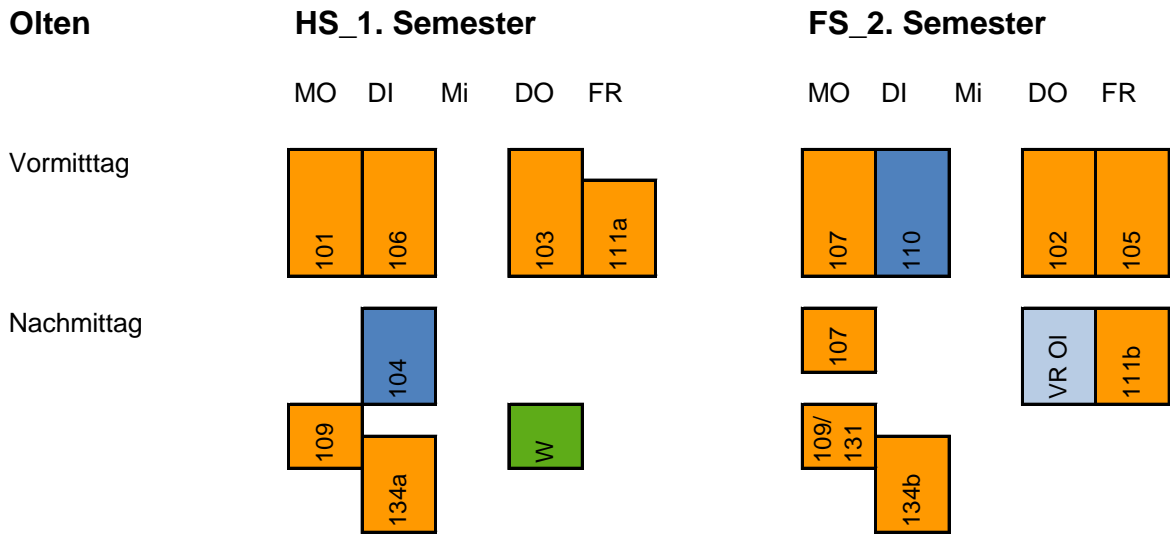 Olten HS_1. Semester FS_2. Semester
MO DI Mi DO FR MO DI Mi DO FR
Vormitttag
101 106 103 111a 107 110 102 105
Nachmittag
104 107 VR OI 111b
109 W 109/
131
134a 134b